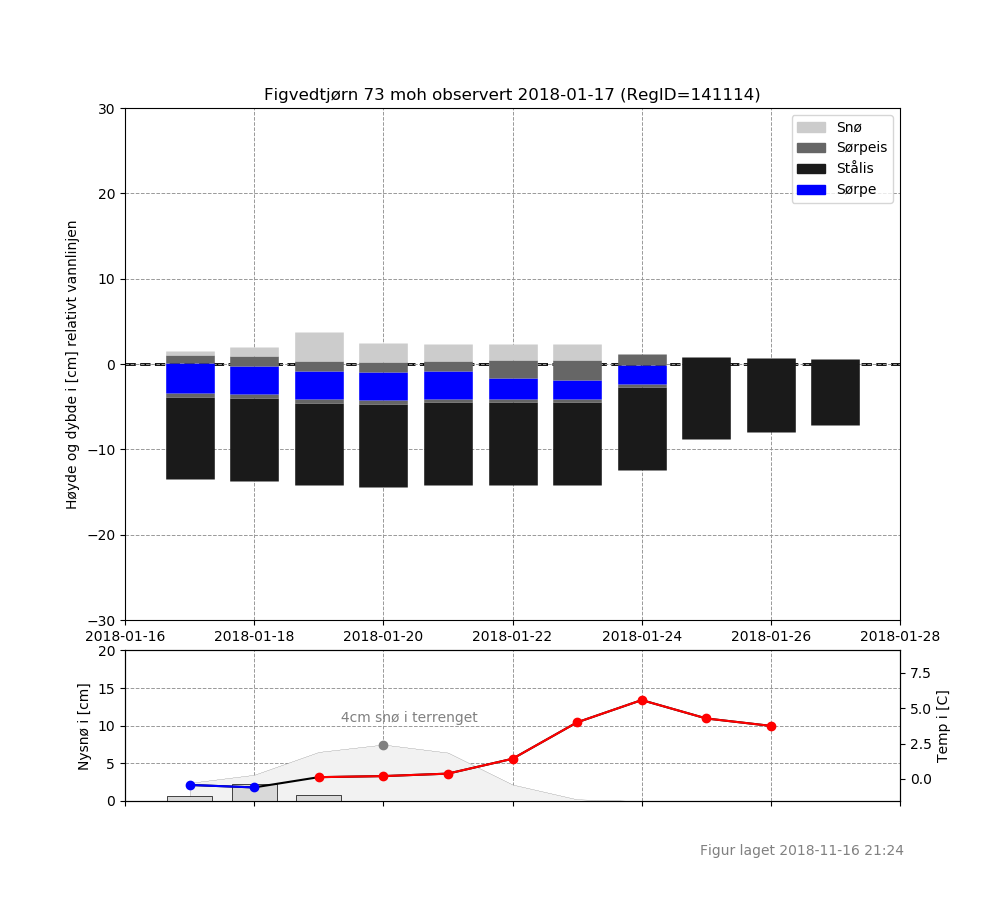 Figvedtjørn 73 moh observert 2018-01-17 (RegID=141114)
Høyde og dybde i [cm] relativt vannlinjen
30
20
10
0
−10
−20
−30
Snø
Sørpeis
Stålis
Sørpe
2018-01-16 2018-01-18 2018-01-20 2018-01-22 2018-01-24 2018-01-26 2018-01-28
Nysnø i [cm]
20
15
10
5
0
4cm snø i terrenget
7.5
5.0
2.5
0.0
Temp i [C]
Figur laget 2018-11-16 21:24